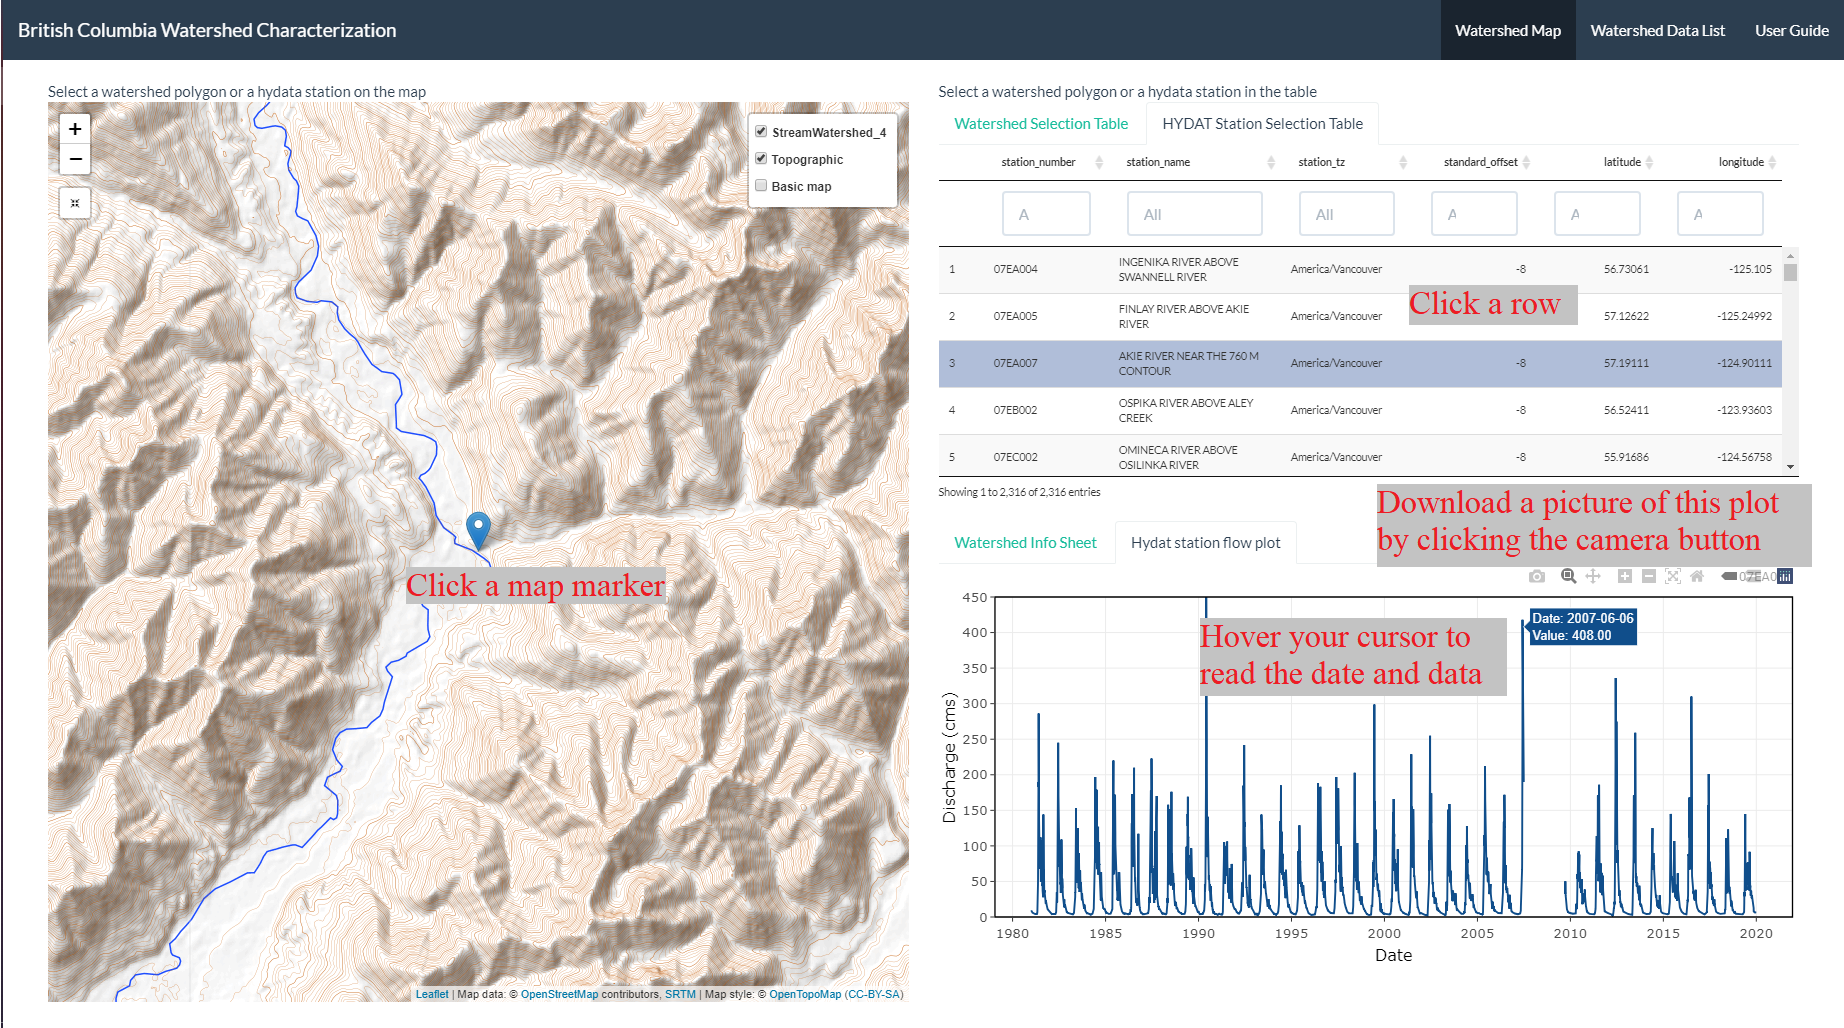 British Columbia Watershed Characterization
Watershed Map
Watershed Data List
User Guide
Select a watershed polygon or a hydata station on the map
+
−
StreamWatershed_4
Topographic
Basic map
Click a map marker
Leaflet | Map data: © OpenStreetMap contributors, SRTM | Map style: © OpenTopoMap (CC-BY-SA)
Select a watershed polygon or a hydata station in the table
Watershed Selection Table
HYDAT Station Selection Table
station_number station_name station_tz standard_offset latitude longitude
A All All A A A
1 07EA004 INGENIKA RIVER ABOVE America/Vancouver -8 56.73061 -125.105
SWANNELL RIVER
Click a row
2 07EA005 FINLAY RIVER ABOVE AKIE America/Vancouver 57.12622 -125.24992
RIVER
3 07EA007 AKIE RIVER NEAR THE 760 M America/Vancouver -8 57.19111 -124.90111
CONTOUR
4 07EB002 OSPIKA RIVER ABOVE ALEY America/Vancouver -8 56.52411 -123.93603
CREEK
5 07EC002 OMINECA RIVER ABOVE America/Vancouver -8 55.91686 -124.56758
OSILINKA RIVER
Showing 1 to 2,316 of 2,316 entries
Download a picture of this plot
by clicking the camera button
Watershed Info Sheet
Hydat station flow plot
07EA0
Date: 2007-06-06
Value: 408.00
Hover your cursor to
read the date and data
Discharge (cms)
450
400
350
300
250
200
150
100
50
0
1980 1985 1990 1995 2000 2005 2010 2015 2020
Date